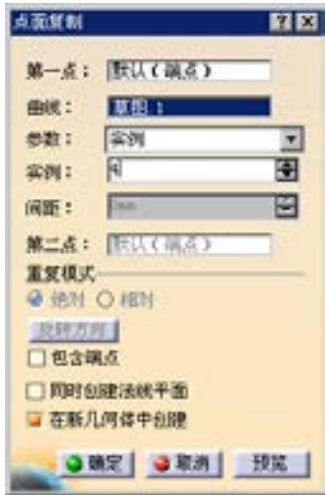 点面复制
第一点： 默认（端点）
曲线： 草图.1
参数： 实例
实例：
间距：
第二点： 默认（端点）
重复模式
绝对 相对
反转方向
包含端点
同时创建法线平面
在新几何体中创建
确定 取消 预览